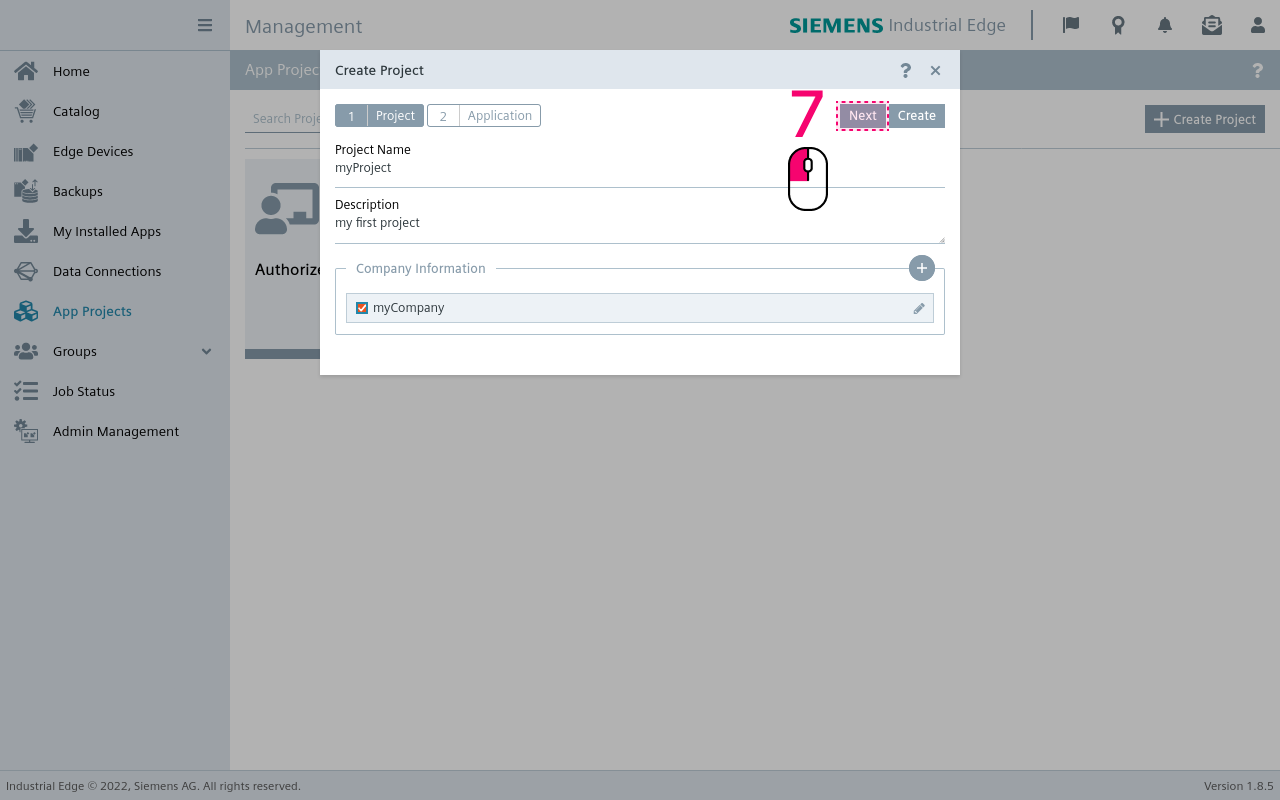 Management
SIEMENS Industrial Edge
Home
Catalog
Edge Devices
Backups
My Installed Apps
Data Connections
App Projects
Groups
Job Status
Admin Management
App Projec
Search Proje
Create Project
Authorize
Create Project
1 Project
2 Application
7
Next
Create
Project Name
myProject
Description
my first project
Company Information
myCompany
Industrial Edge © 2022, Siemens AG. All rights reserved.
Version 1.8.5